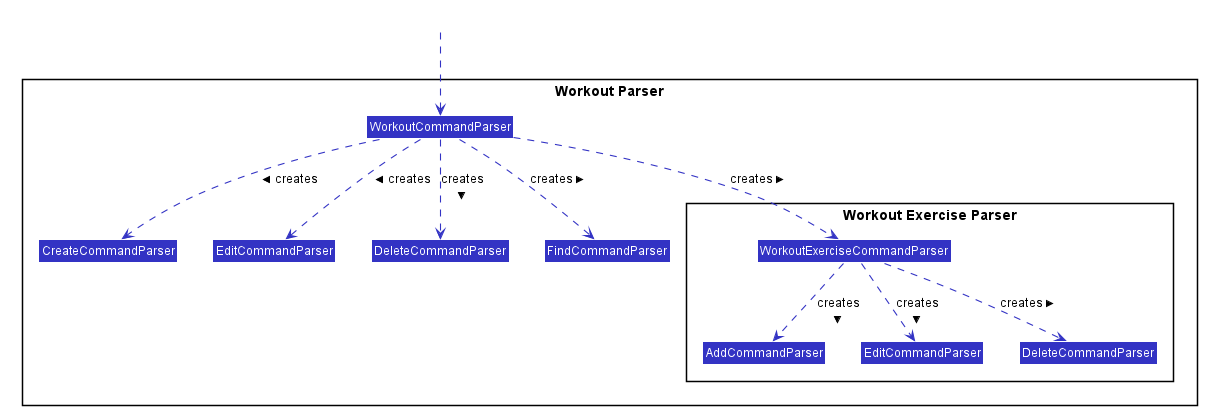 Workout Parser
WorkoutCommandParser
◄ creates
◄ creates
creates
▼
creates ►
creates ►
Workout Exercise Parser
CreateCommandParser
EditCommandParser
DeleteCommandParser
FindCommandParser
WorkoutExerciseCommandParser
creates
▼
creates
▼
creates ►
AddCommandParser
EditCommandParser
DeleteCommandParser